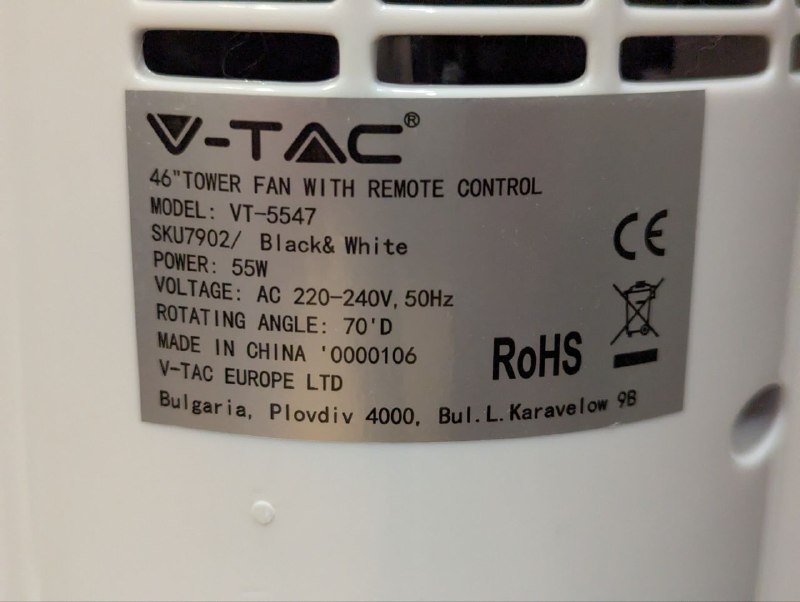 V-TAC®
46"TOWER FAN WITH REMOTE CONTROL
MODEL: VT-5547
SKU7902/ Black& White
POWER: 55W
VOLTAGE: AC 220-240V, 50Hz
ROTATING ANGLE: 70'D
MADE IN CHINA '0000106
V-TAC EUROPE LTD
Bulgaria, Plovdiv 4000, Bul.L.Karavelow 9B
CE
RoHS